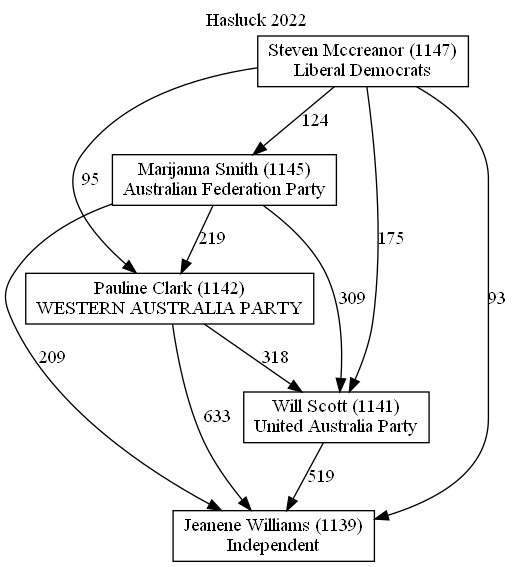 Hasluck 2022
Steven Mccreanor (1147)
Liberal Democrats
124
Marijanna Smith (1145)
Australian Federation Party
95
219
175
Pauline Clark (1142)
WESTERN AUSTRALIA PARTY
309
93
209
318
Will Scott (1141)
United Australia Party
633
519
Jeanene Williams (1139)
Independent